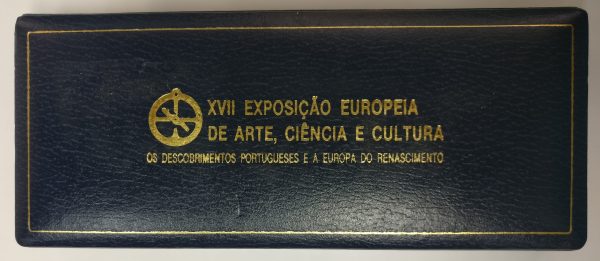 XVII EXPOSIÇÃO EUROPEIA
DE ARTE, CIÊNCIA E CULTURA
OS DESCOBRIMENTOS PORTUGUESES E A EUROPA DO RENASCIMENTO